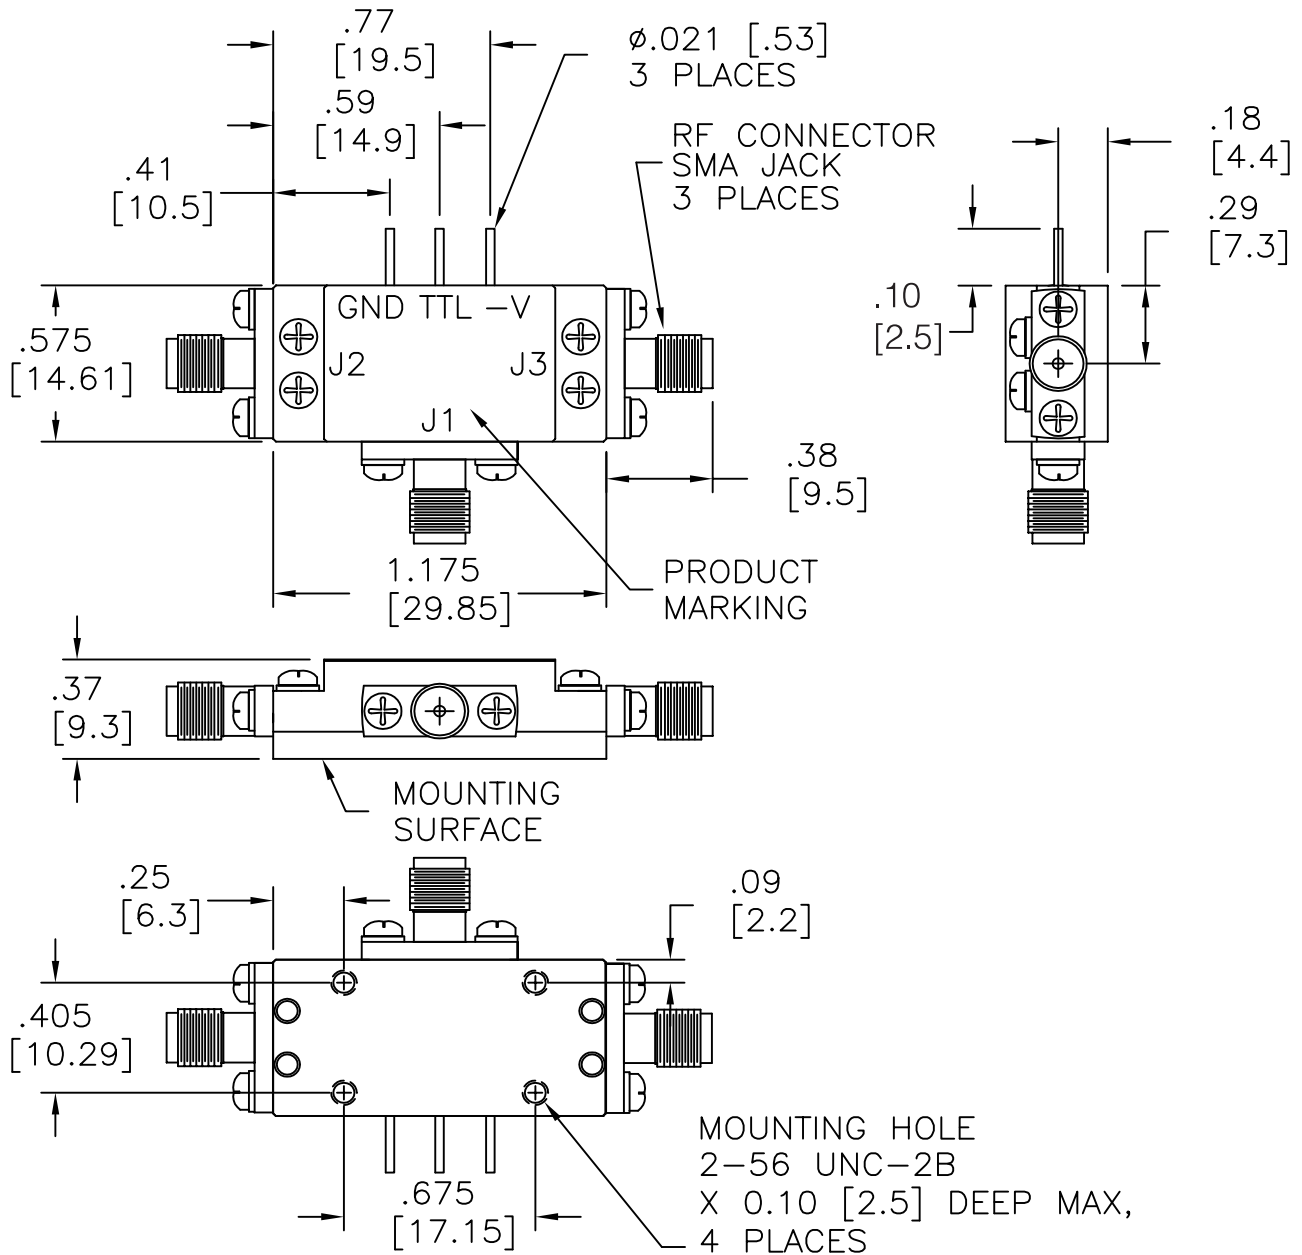 .77
[19.5]
ø.021 [.53]
3 PLACES
.59
[14.9]
RF CONNECTOR
SMA JACK
3 PLACES
.18
[4.4]
.41
[10.5]
.29
[7.3]
GND TTL -V
.10
[2.5]
.575
[14.61]
J2
J3
J1
.38
[9.5]
1.175
[29.85]
PRODUCT
MARKING
.37
[9.3]
MOUNTING
SURFACE
.25
[6.3]
.09
[2.2]
.405
[10.29]
.675
[17.15]
MOUNTING HOLE
2-56 UNC-2B
X 0.10 [2.5] DEEP MAX,
4 PLACES